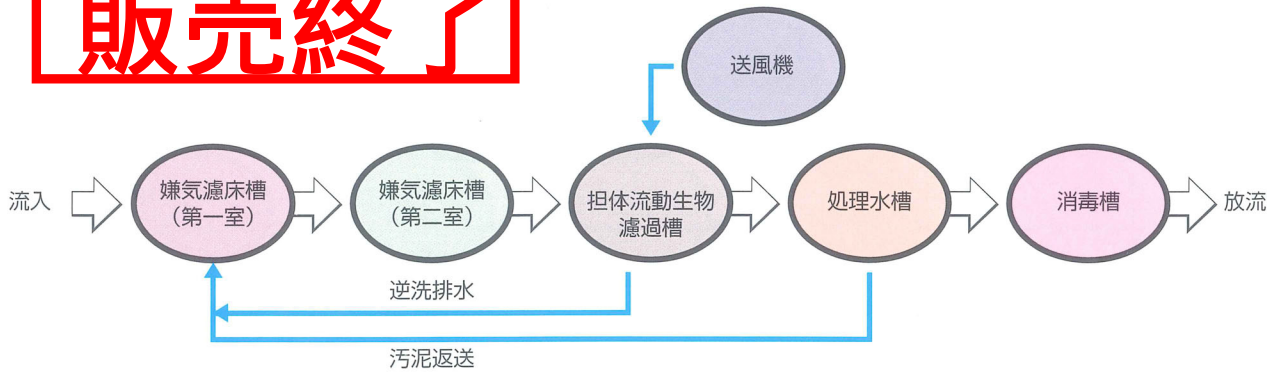 販売終了
送風機
流入
嫌気濾床槽
（第一室）
嫌気濾床槽
（第二室）
担体流動生物
濾過槽
処理水槽
消毒槽
放流
逆洗排水
汚泥返送